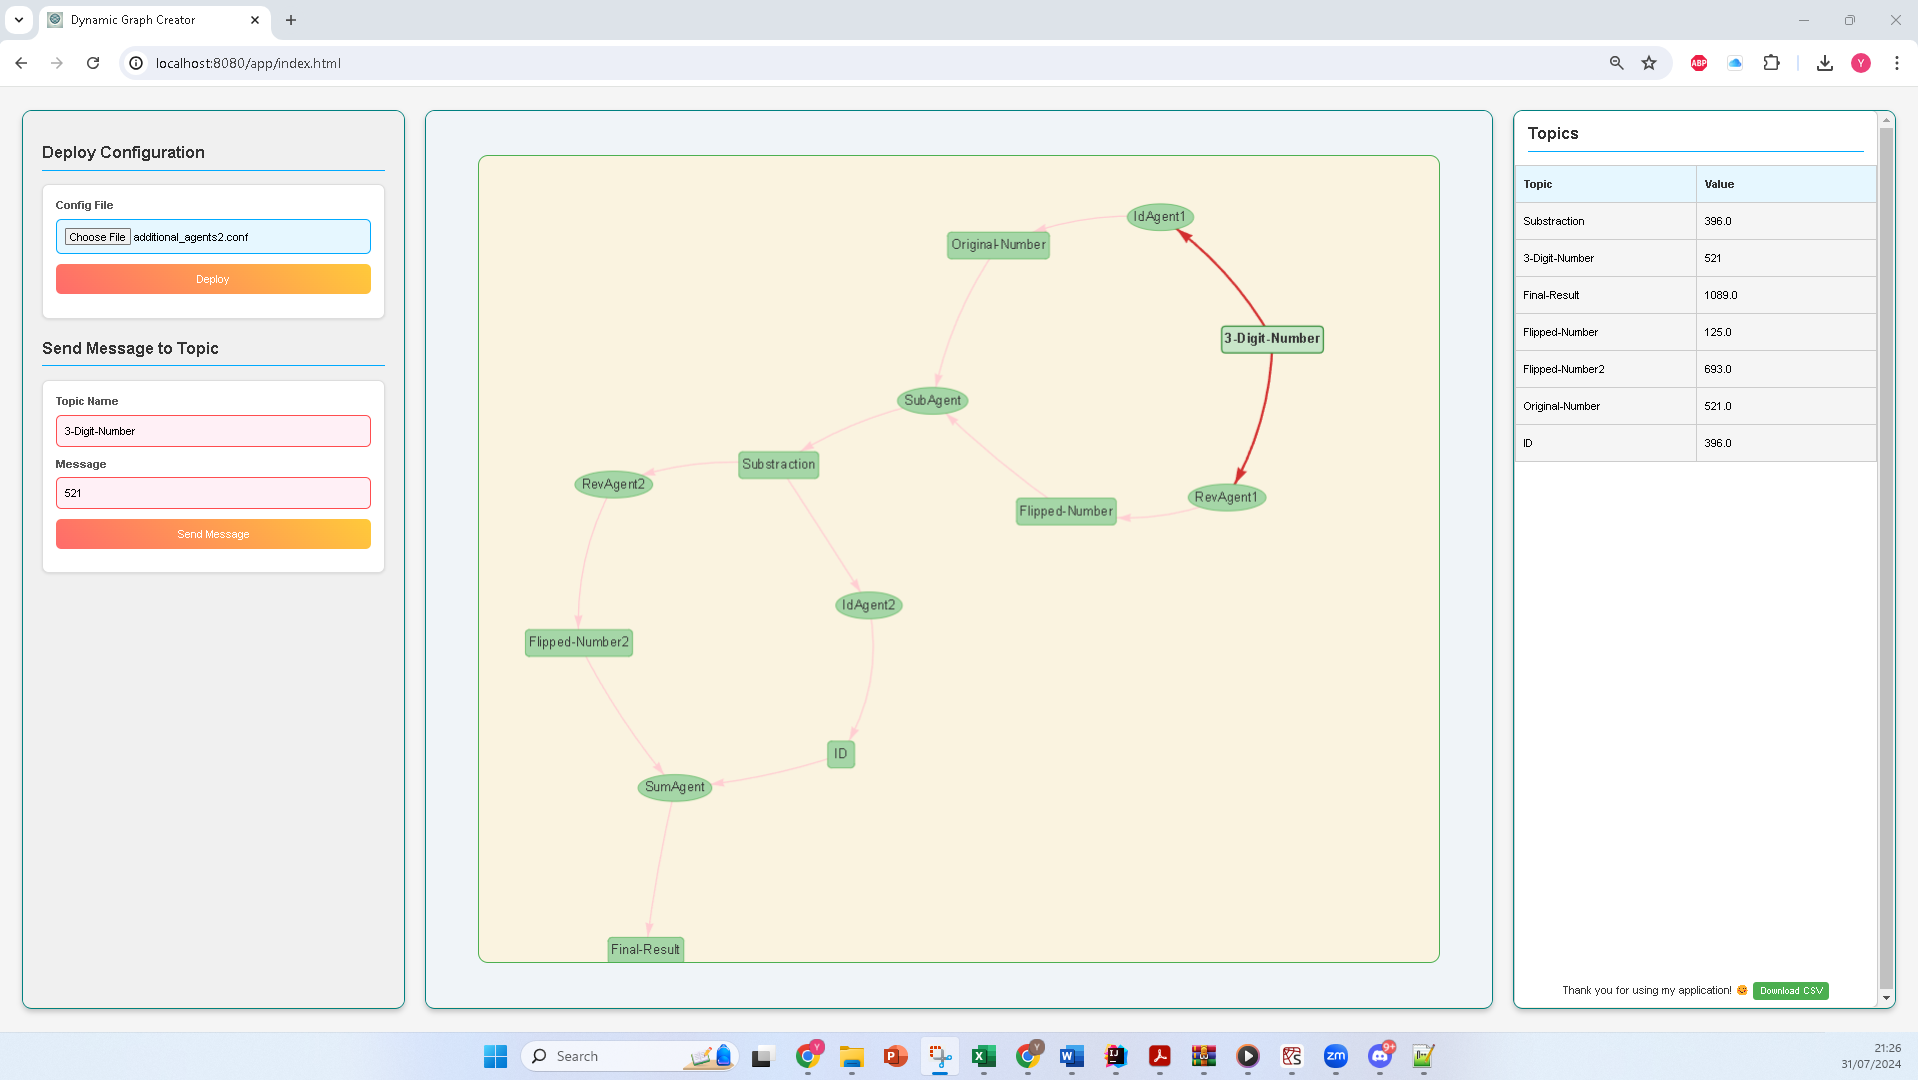 Dynamic Graph Creator
localhost:8080/app/index.html
ABP
Y
Deploy Configuration
Config File
Choose File additional_agents2.conf
Deploy
Send Message to Topic
Topic Name
3-Digit-Number
Message
521
Send Message
IdAgent1
Original-Number
3-Digit-Number
SubAgent
Substraction
RevAgent2
RevAgent1
Flipped-Number
IdAgent2
Flipped-Number2
ID
SumAgent
Final-Result
Topics
Topic Value
Substraction 396.0
3-Digit-Number 521
Final-Result 1089.0
Flipped-Number 125.0
Flipped-Number2 693.0
Original-Number 521.0
ID 396.0
Thank you for using my application! 😊 Download CSV
Search
Y
P
X
Y
W
IJ
zm
9+
21:26
31/07/2024